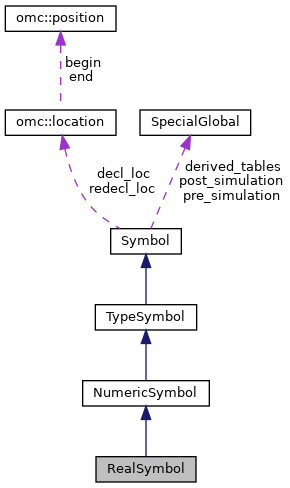 omc::position
begin
end
omc::location
SpecialGlobal
decl_loc
redecl_loc
derived_tables
post_simulation
pre_simulation
Symbol
TypeSymbol
NumericSymbol
RealSymbol